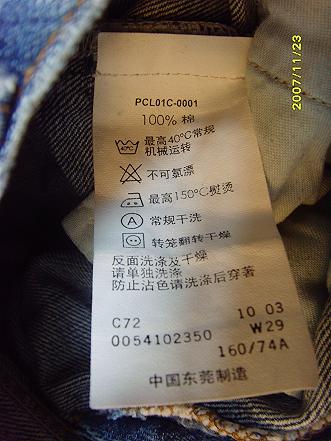 2007/11/23
PCL01C-0001
100% 棉
40°C 最高40°C常规
机械运转
不可氯漂
最高150°C熨烫
A 常规干洗
转笼翻转干燥
反面洗涤及干燥
请单独洗涤
防止沾色请洗涤后穿著
C72 10 03
0054102350 W29
160/74A
中国东莞制造